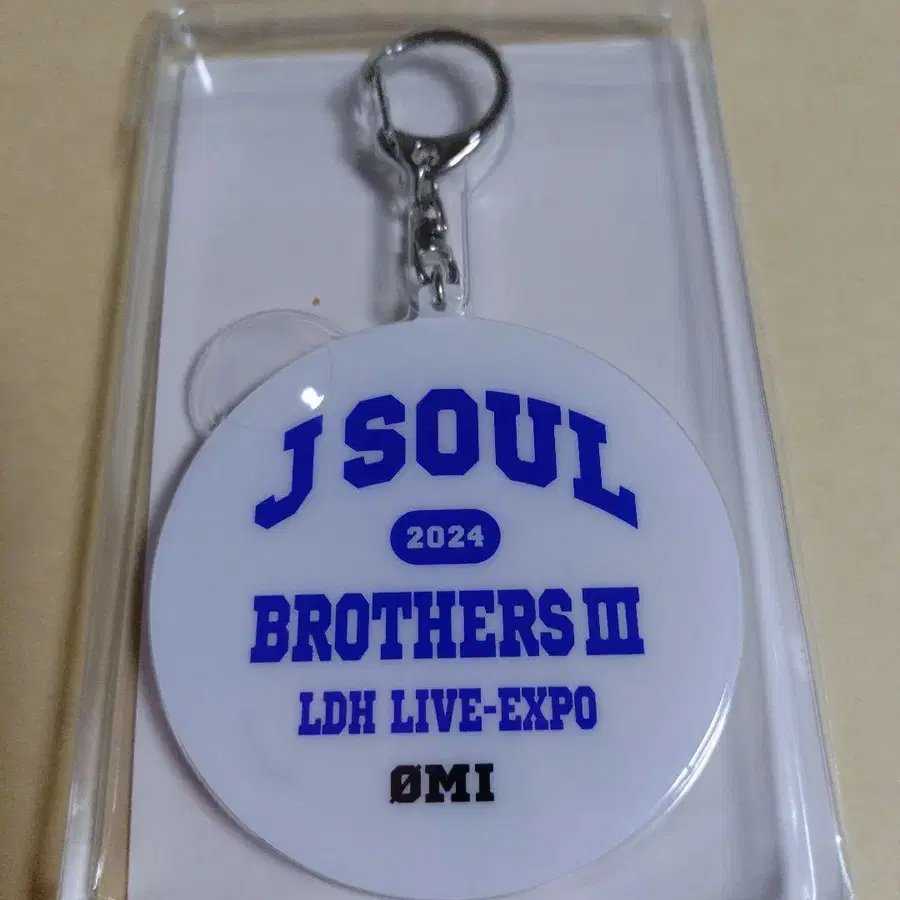 J SOUL
2024
BROTHERS III
LDH LIVE-EXPO
ØMI